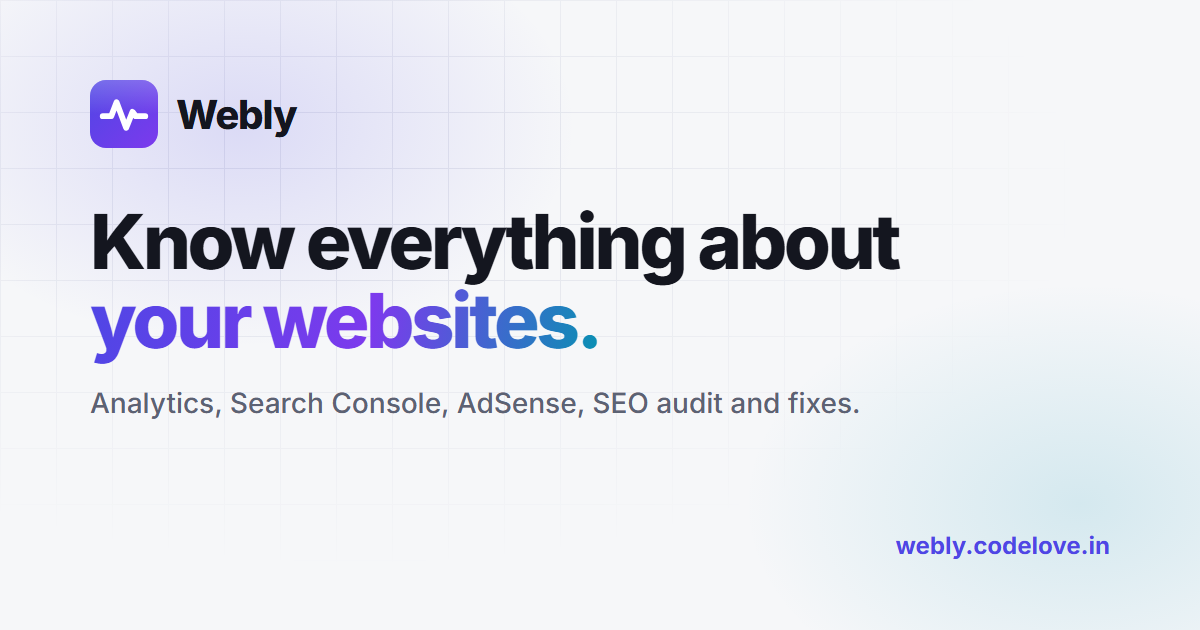 Webly
Know everything about
your websites.
Analytics, Search Console, AdSense, SEO audit and fixes.
webly.codelove.in